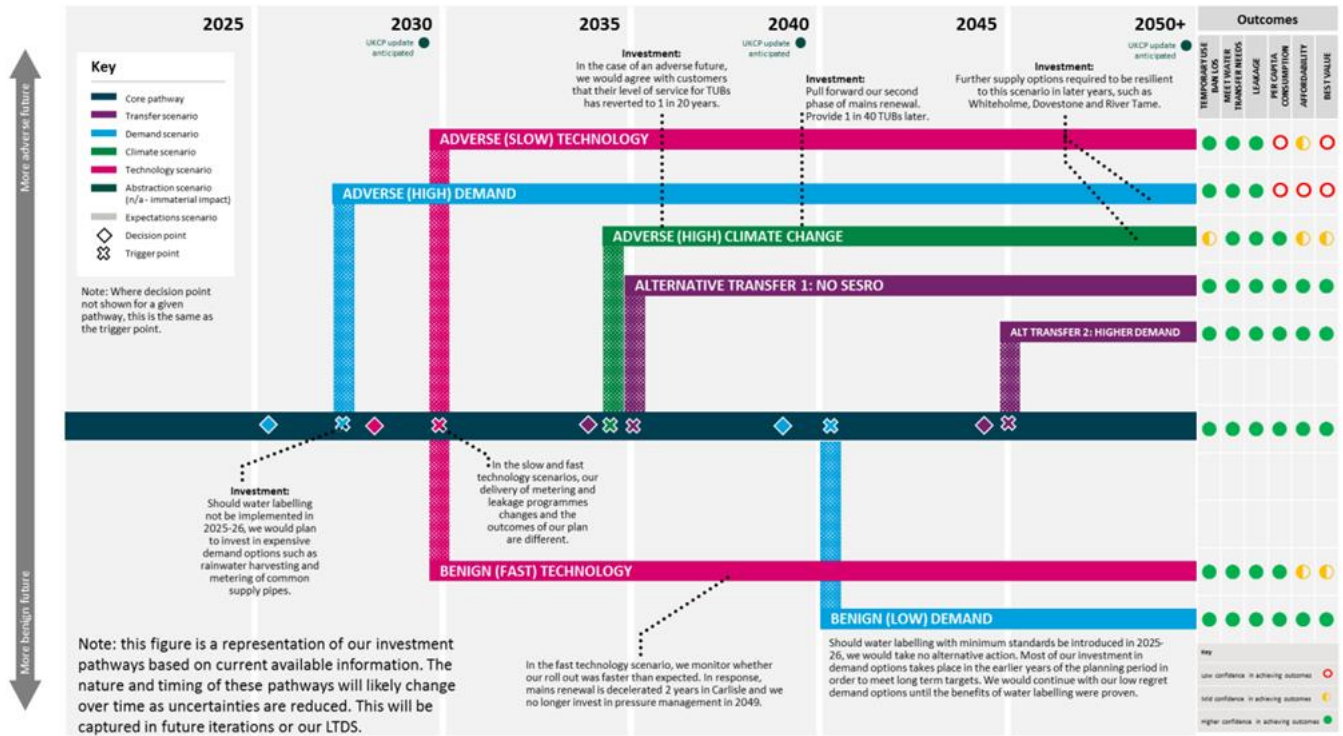 2025
2030
2035
2040
2045
2050+
Outcomes
UKCP update
anticipated
UKCP update
anticipated
UKCP update
anticipated
TEMPORARY USE
BAN LOS
MEET WATER
TRANSFER NEEDS
LEAKAGE
PER CAPITA
CONSUMPTION
AFFORDABILITY
BEST VALUE
More adverse future
More benign future
Key
Core pathway
Transfer scenario
Demand scenario
Climate scenario
Technology scenario
Abstraction scenario
(n/a - immaterial impact)
Expectations scenario
Decision point
Trigger point
Note: Where decision point
not shown for a given
pathway, this is the same as
the trigger point.
Investment:
In the case of an adverse future,
we would agree with customers
that their level of service for TUBs
has reverted to 1 in 20 years.
Investment:
Pull forward our second
phase of mains renewal.
Provide 1 in 40 TUBs later.
Investment:
Further supply options required to be resilient
to this scenario in later years, such as
Whiteholme, Dovestone and River Tame.
ADVERSE (SLOW) TECHNOLOGY
ADVERSE (HIGH) DEMAND
ADVERSE (HIGH) CLIMATE CHANGE
ALTERNATIVE TRANSFER 1: NO SESRO
ALT TRANSFER 2: HIGHER DEMAND
Investment:
Should water labelling
not be implemented in
2025-26, we would plan
to invest in expensive
demand options such as
rainwater harvesting and
metering of common
supply pipes.
In the slow and fast
technology scenarios, our
delivery of metering and
leakage programmes
changes and the
outcomes of our plan
are different.
BENIGN (FAST) TECHNOLOGY
BENIGN (LOW) DEMAND
Note: this figure is a representation of our investment
pathways based on current available information. The
nature and timing of these pathways will likely change
over time as uncertainties are reduced. This will be
captured in future iterations or our LTDS.
In the fast technology scenario, we monitor whether
our roll out was faster than expected. In response,
mains renewal is decelerated 2 years in Carlisle and we
no longer invest in pressure management in 2049.
Should water labelling with minimum standards be introduced in 2025-
26, we would take no alternative action. Most of our investment in
demand options takes place in the earlier years of the planning period in
order to meet long term targets. We would continue with our low regret
demand options until the benefits of water labelling were proven.
Key
Low confidence in achieving outcomes
Mild confidence in achieving outcomes
Higher confidence in achieving outcomes